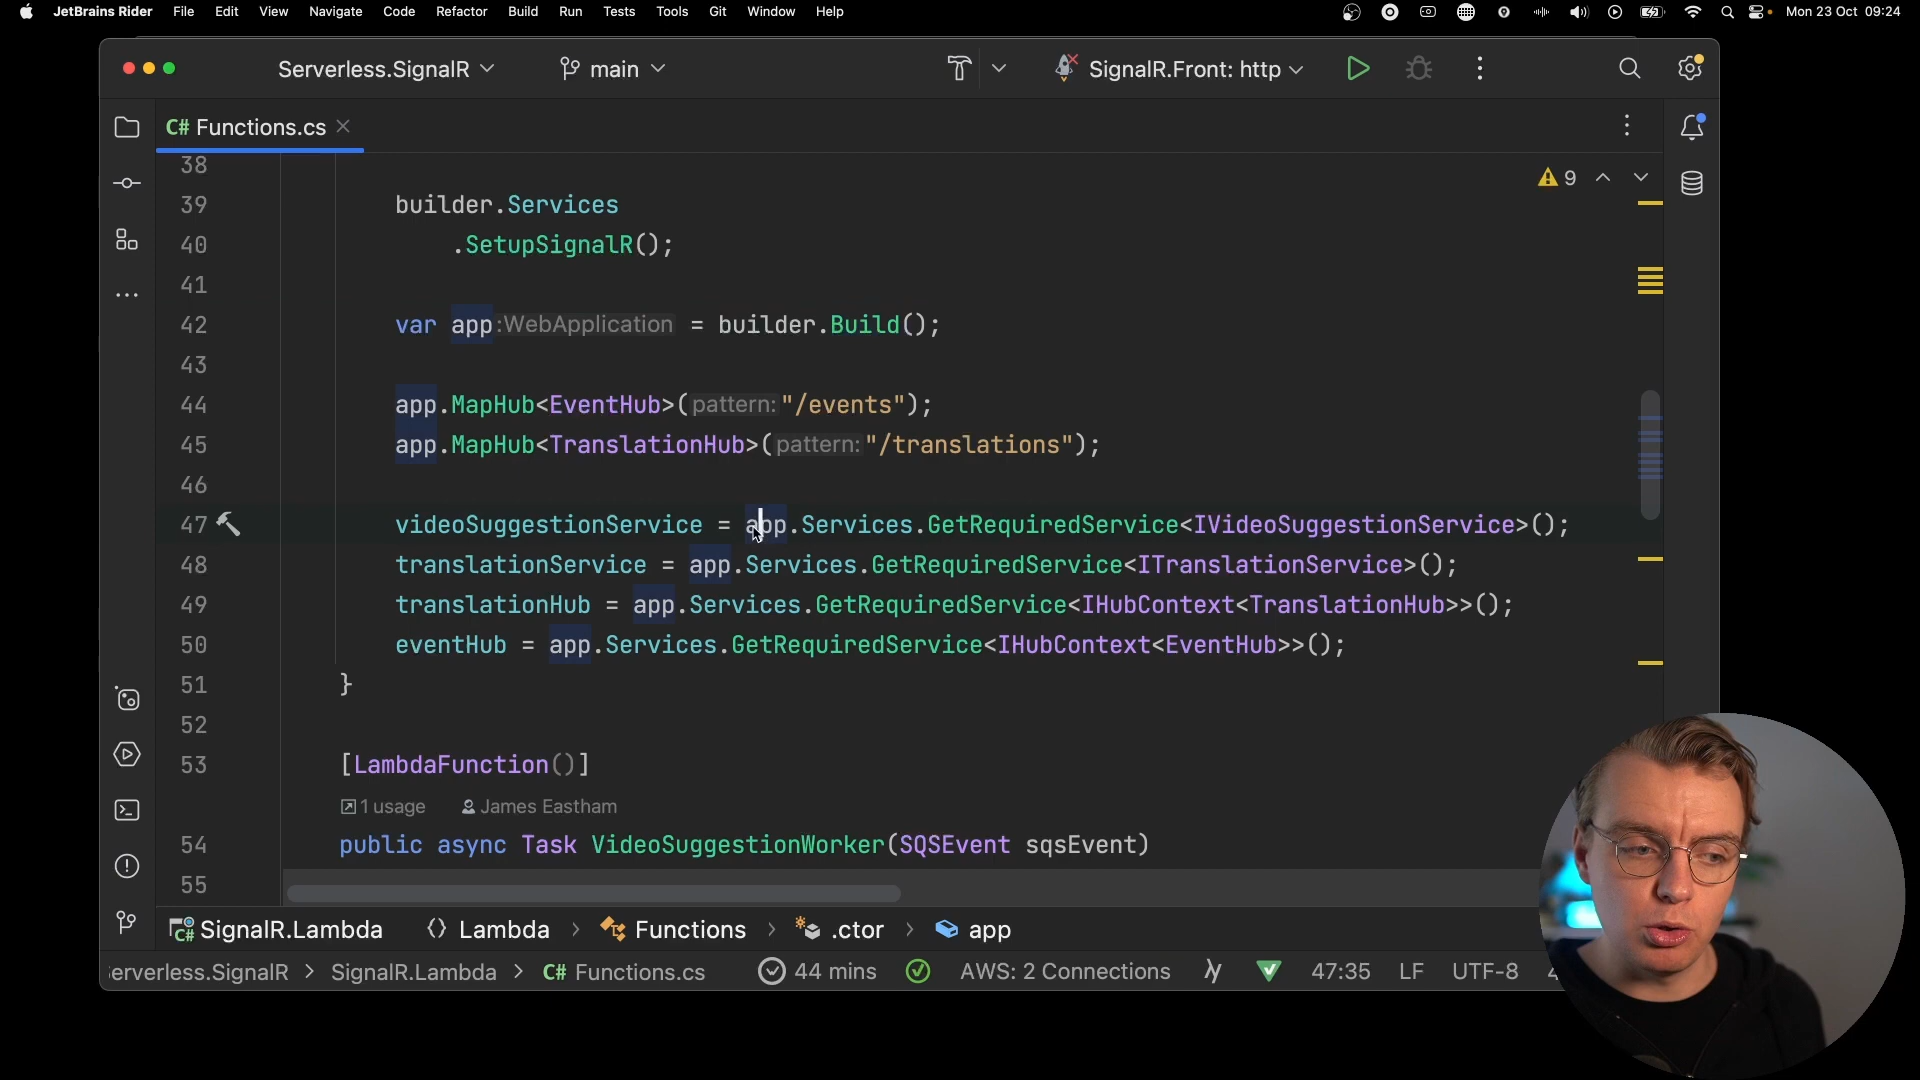 JetBrains Rider File Edit View Navigate Code Refactor Build Run Tests Tools Git Window Help Mon 23 Oct 09:24
Serverless.SignalR main SignalR.Front: http
C# Functions.cs
38
9
39 builder.Services
40 .SetupSignalR();
41
42 var app:WebApplication = builder.Build();
43
44 app.MapHub<EventHub>(pattern:"/events");
45 app.MapHub<TranslationHub>(pattern:"/translations");
46
47 videoSuggestionService = app.Services.GetRequiredService<IVideoSuggestionService>();
48 translationService = app.Services.GetRequiredService<ITranslationService>();
49 translationHub = app.Services.GetRequiredService<IHubContext<TranslationHub>>();
50 eventHub = app.Services.GetRequiredService<IHubContext<EventHub>>();
51 }
52
53 [LambdaFunction()]
1 usage James Eastham
54 public async Task VideoSuggestionWorker(SQSEvent sqsEvent)
55
SignalR.Lambda Lambda > Functions > .ctor > app
erverless.SignalR > SignalR.Lambda > C# Functions.cs 44 mins AWS: 2 Connections 47:35 LF UTF-8